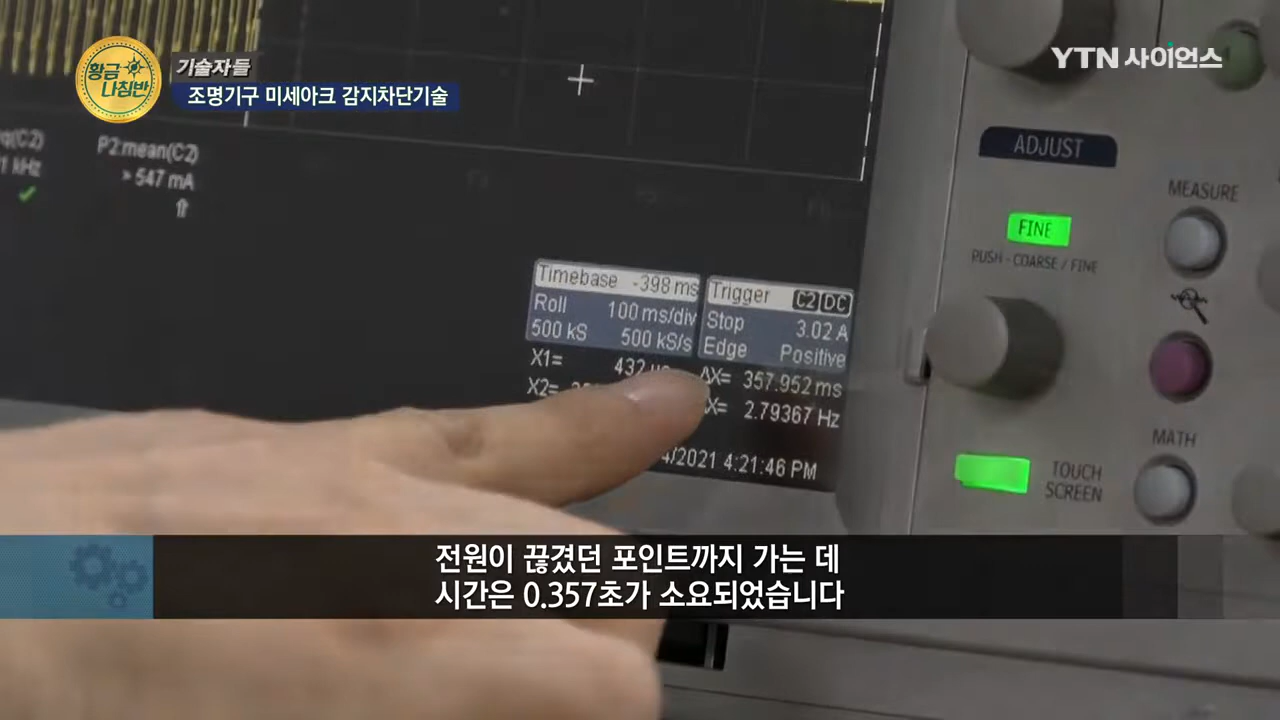 황금
나침반
기술자들
조명기구 미세아크 감지차단기술
YTN 사이언스
P2:mean(C2)
> 547 mA
kHz
ADJUST
MEASURE
FINE
PUSH - COARSE / FINE
Timebase -398 ms
Roll 100 ms/div
500 kS 500 kS/s
Trigger C2 DC
Stop 3.02 A
Edge Positive
X1= 432
X2=
ΔX= 357.952 ms
X= 2.79367 Hz
4/2021 4:21:46 PM
MATH
TOUCH
SCREEN
전원이 끊겼던 포인트까지 가는 데
시간은 0.357초가 소요되었습니다